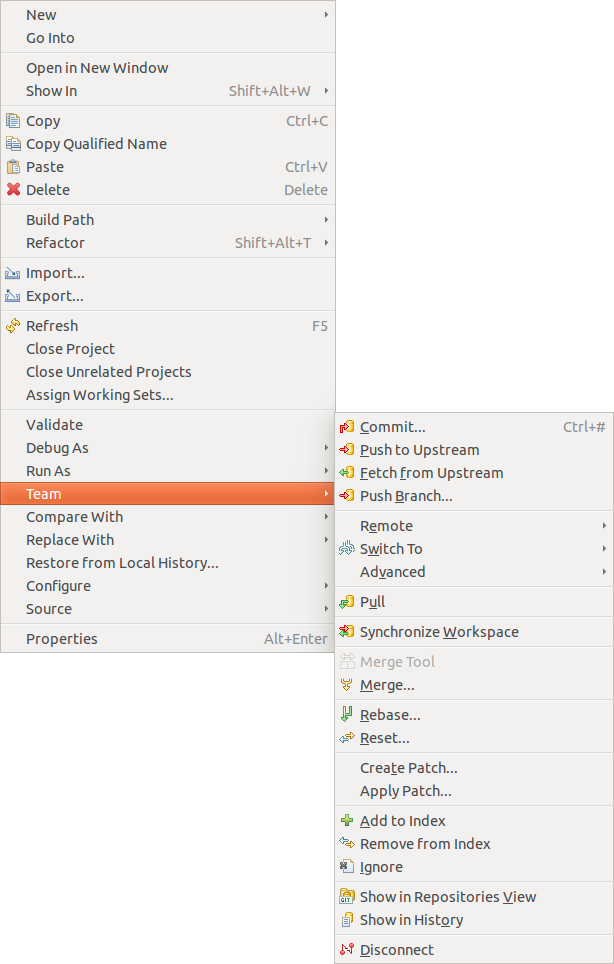 New
Go Into
Open in New Window
Show In Shift+Alt+W
Copy Ctrl+C
Copy Qualified Name
Paste Ctrl+V
Delete Delete
Build Path
Refactor Shift+Alt+T
Import...
Export...
Refresh F5
Close Project
Close Unrelated Projects
Assign Working Sets...
Validate
Debug As
Run As
Team
Compare With
Replace With
Restore from Local History...
Configure
Source
Properties Alt+Enter
Commit... Ctrl+#
Push to Upstream
Fetch from Upstream
Push Branch...
Remote
Switch To
Advanced
Pull
Synchronize Workspace
Merge Tool
Merge...
Rebase...
Reset...
Create Patch...
Apply Patch...
Add to Index
Remove from Index
Ignore
GIT Show in Repositories View
Show in History
Disconnect